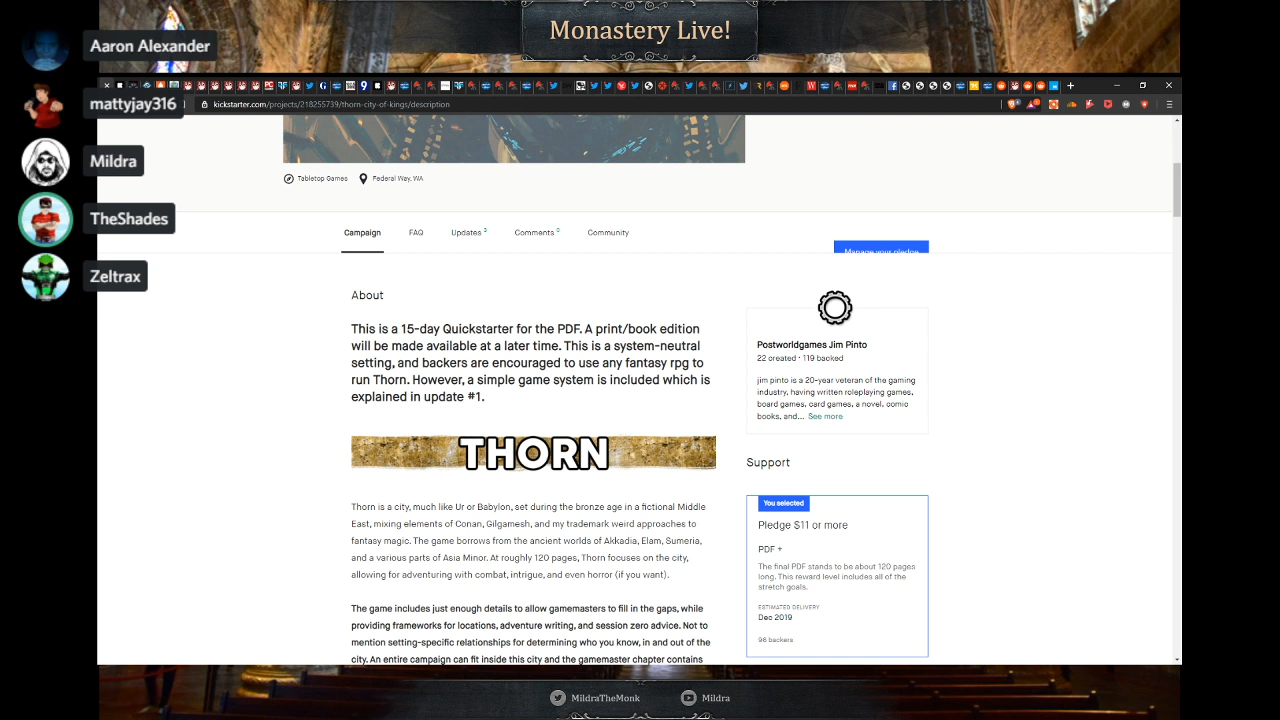 Monastery Live!
Aaron Alexander
mattyjay316
Mildra
TheShades
Zeltrax
kickstarter.com/projects/218255739/thorn-city-of-kings/description
Tabletop Games
Federal Way, WA
Campaign
FAQ
Updates 3
Comments 0
Community
Manage your pledge
About
This is a 15-day Quickstarter for the PDF. A print/book edition
will be made available at a later time. This is a system-neutral
setting, and backers are encouraged to use any fantasy rpg to
run Thorn. However, a simple game system is included which is
explained in update #1.
THORN
Thorn is a city, much like Ur or Babylon, set during the bronze age in a fictional Middle
East, mixing elements of Conan, Gilgamesh, and my trademark weird approaches to
fantasy magic. The game borrows from the ancient worlds of Akkadia, Elam, Sumeria,
and a various parts of Asia Minor. At roughly 120 pages, Thorn focuses on the city,
allowing for adventuring with combat, intrigue, and even horror (if you want).
The game includes just enough details to allow gamemasters to fill in the gaps, while
providing frameworks for locations, adventure writing, and session zero advice. Not to
mention setting-specific relationships for determining who you know, in and out of the
city. An entire campaign can fit inside this city and the gamemaster chapter contains
Postworldgames Jim Pinto
22 created · 119 backed
jim pinto is a 20-year veteran of the gaming
industry, having written roleplaying games,
board games, card games, a novel, comic
books, and... See more
Support
You selected
Pledge $11 or more
PDF +
The final PDF stands to be about 120 pages
long. This reward level includes all of the
stretch goals.
ESTIMATED DELIVERY
Dec 2019
96 backers
MildraTheMonk
Mildra